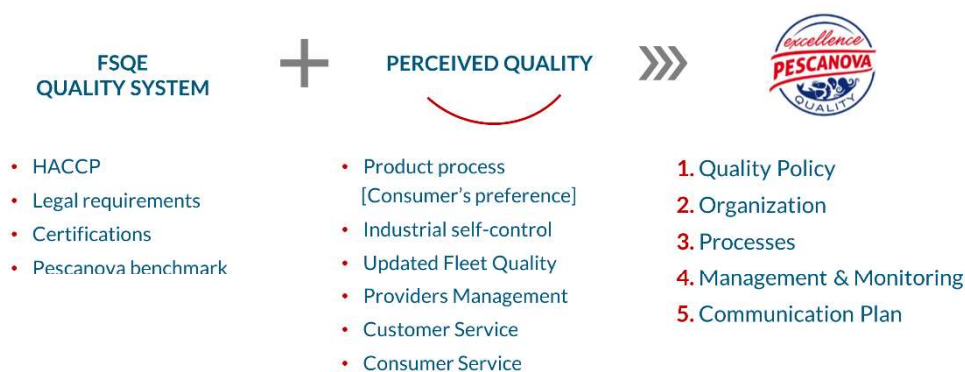 FSQE
QUALITY SYSTEM
• HACCP
• Legal requirements
• Certifications
• Pescanova benchmark
+
PERCEIVED QUALITY
• Product process
[Consumer's preference]
• Industrial self-control
• Updated Fleet Quality
• Providers Management
• Customer Service
• Consumer Service
excellence
PESCANOVA
QUALITY
1. Quality Policy
2. Organization
3. Processes
4. Management & Monitoring
5. Communication Plan